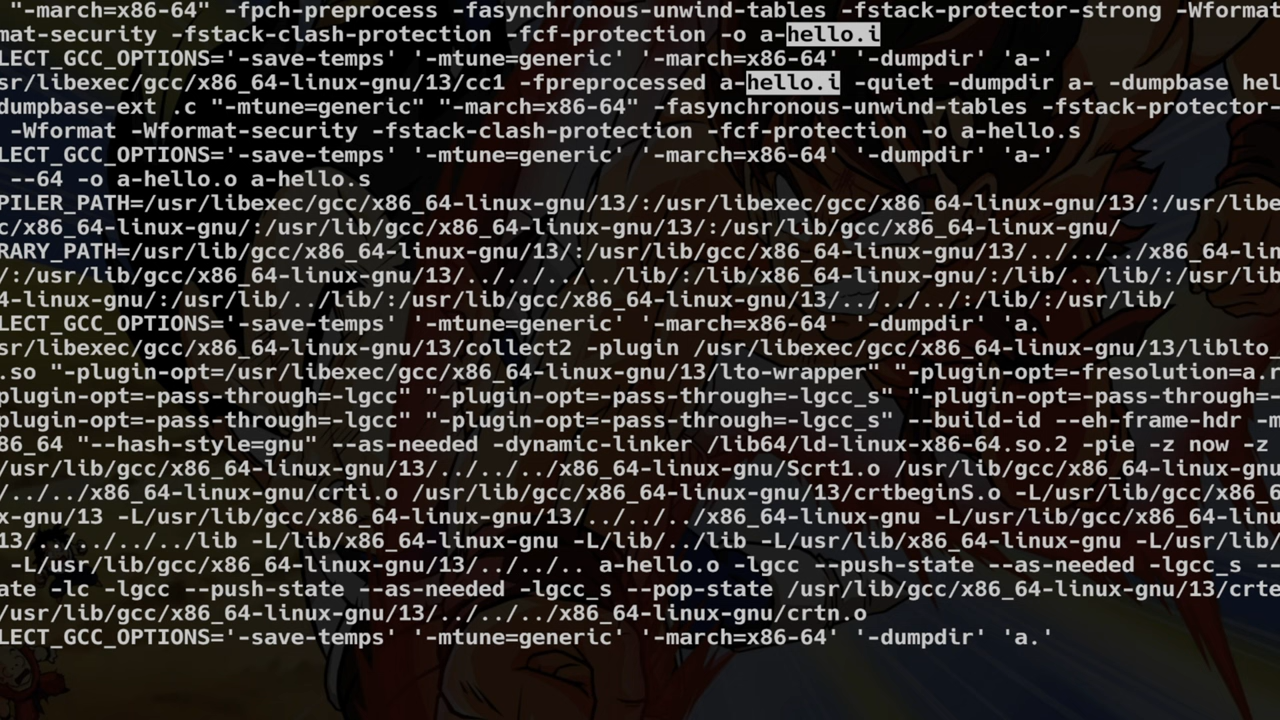 "-march=x86-64" -fpch-preprocess -fasynchronous-unwind-tables -fstack-protector-strong -Wformat
mat-security -fstack-clash-protection -fcf-protection -o a-hello.i
LECT_GCC_OPTIONS='-save-temps' '-mtune=generic' '-march=x86-64' '-dumpdir' 'a-'
sr/libexec/gcc/x86_64-linux-gnu/13/cc1 -fpreprocessed a-hello.i -quiet -dumpdir a- -dumpbase hel
dumpbase-ext .c "-mtune=generic" "-march=x86-64" -fasynchronous-unwind-tables -fstack-protector-
-Wformat -Wformat-security -fstack-clash-protection -fcf-protection -o a-hello.s
LECT_GCC_OPTIONS='-save-temps' '-mtune=generic' '-march=x86-64' '-dumpdir' 'a-'
--64 -o a-hello.o a-hello.s
PILER_PATH=/usr/libexec/gcc/x86_64-linux-gnu/13/:/usr/libexec/gcc/x86_64-linux-gnu/13/:/usr/libe
c/x86_64-linux-gnu/:/usr/lib/gcc/x86_64-linux-gnu/13/:/usr/lib/gcc/x86_64-linux-gnu/
RARY_PATH=/usr/lib/gcc/x86_64-linux-gnu/13/:/usr/lib/gcc/x86_64-linux-gnu/13/../../../x86_64-lin
/:/usr/lib/gcc/x86_64-linux-gnu/13/../../../../lib/:/lib/x86_64-linux-gnu/:/lib/../lib/:/usr/lib
4-linux-gnu/:/usr/lib/../lib/:/usr/lib/gcc/x86_64-linux-gnu/13/../../../:/lib/:/usr/lib/
LECT_GCC_OPTIONS='-save-temps' '-mtune=generic' '-march=x86-64' '-dumpdir' 'a.'
sr/libexec/gcc/x86_64-linux-gnu/13/collect2 -plugin /usr/libexec/gcc/x86_64-linux-gnu/13/liblto_
.so "-plugin-opt=/usr/libexec/gcc/x86_64-linux-gnu/13/lto-wrapper" "-plugin-opt=-fresolution=a.r
plugin-opt=-pass-through=-lgcc" "-plugin-opt=-pass-through=-lgcc_s" "-plugin-opt=-pass-through=-
plugin-opt=-pass-through=-lgcc" "-plugin-opt=-pass-through=-lgcc_s" --build-id --eh-frame-hdr -m
86_64 "--hash-style=gnu" --as-needed -dynamic-linker /lib64/ld-linux-x86-64.so.2 -pie -z now -z
/usr/lib/gcc/x86_64-linux-gnu/13/../../../x86_64-linux-gnu/Scrt1.o /usr/lib/gcc/x86_64-linux-gnu
/../../x86_64-linux-gnu/crti.o /usr/lib/gcc/x86_64-linux-gnu/13/crtbeginS.o -L/usr/lib/gcc/x86_6
x-gnu/13 -L/usr/lib/gcc/x86_64-linux-gnu/13/../../../x86_64-linux-gnu -L/usr/lib/gcc/x86_64-linu
13/../../../../lib -L/lib/x86_64-linux-gnu -L/lib/../lib -L/usr/lib/x86_64-linux-gnu -L/usr/lib/
-L/usr/lib/gcc/x86_64-linux-gnu/13/../../.. a-hello.o -lgcc --push-state --as-needed -lgcc_s --
ate -lc -lgcc --push-state --as-needed -lgcc_s --pop-state /usr/lib/gcc/x86_64-linux-gnu/13/crte
/usr/lib/gcc/x86_64-linux-gnu/13/../../../x86_64-linux-gnu/crtn.o
LECT_GCC_OPTIONS='-save-temps' '-mtune=generic' '-march=x86-64' '-dumpdir' 'a.'